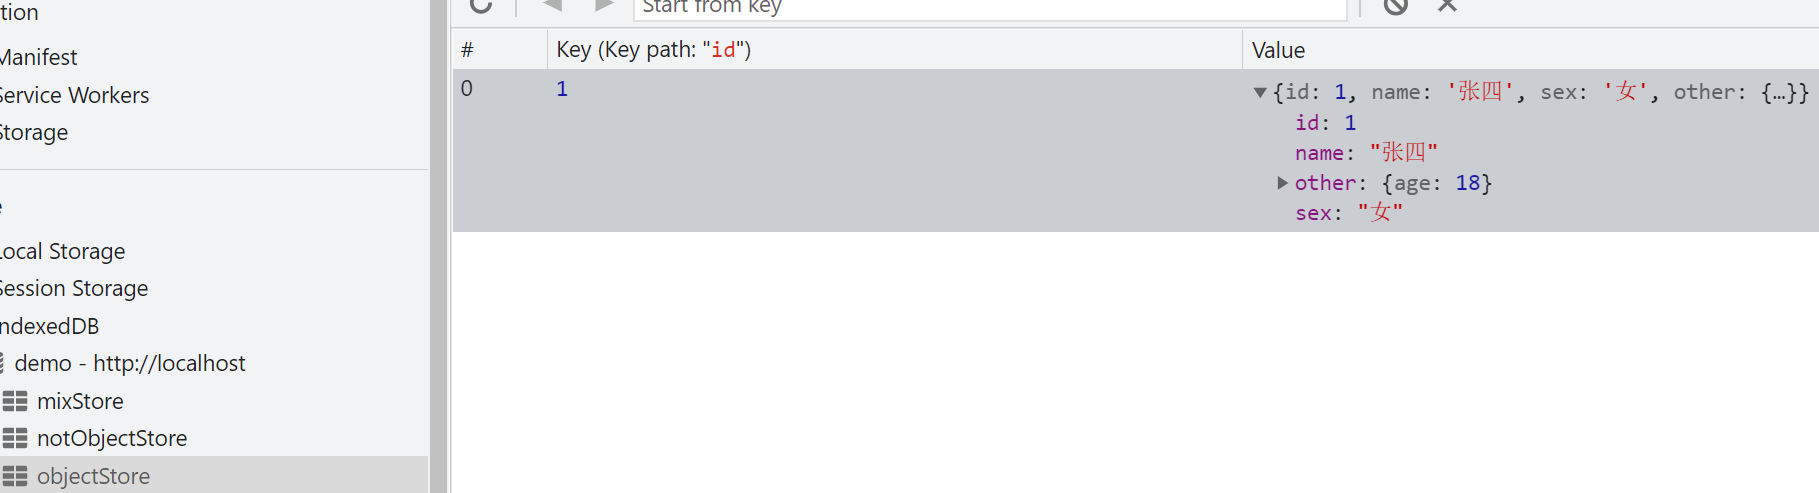 tion
Manifest
Service Workers
Storage
e
Local Storage
Session Storage
IndexedDB
demo - http://localhost
mixStore
notObjectStore
objectStore
Start from key
# Key (Key path: "id") Value
0 1 {id: 1, name: '张四', sex: '女', other: {…}}
id: 1
name: "张四"
other: {age: 18}
sex: "女"